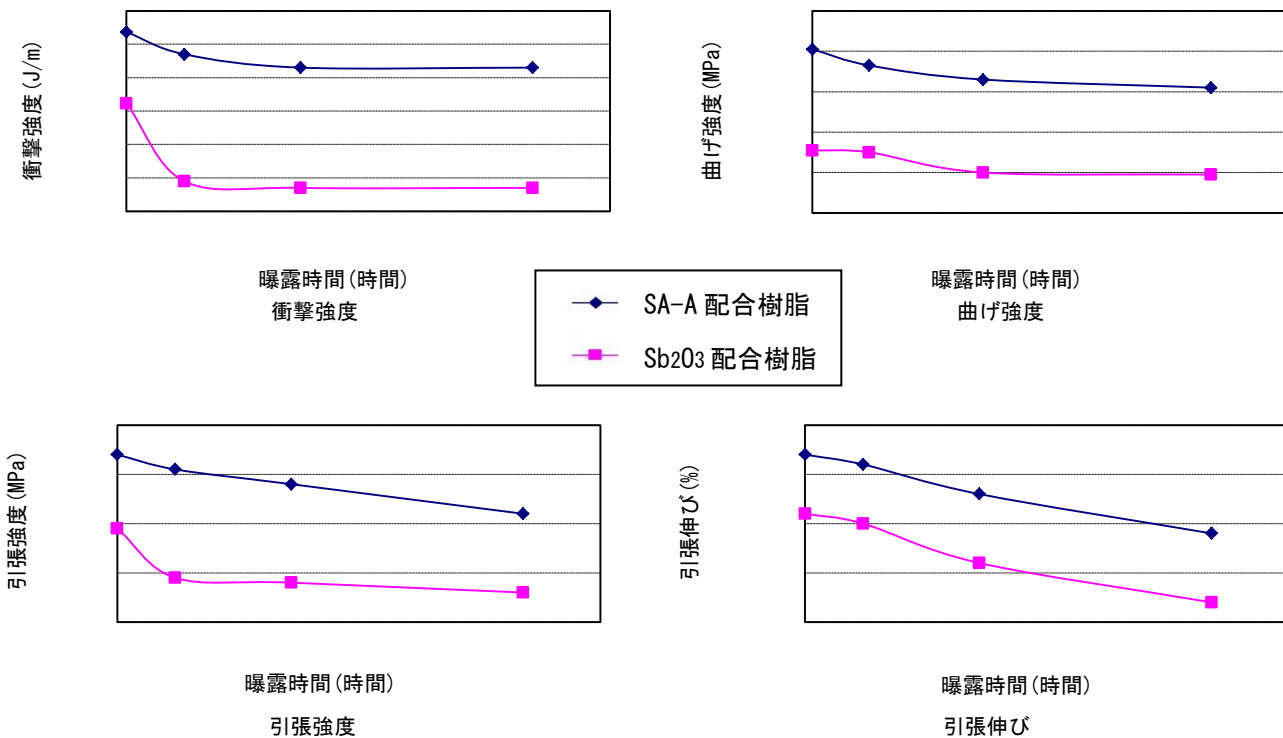 衝撃強度(J/m)
曝露時間(時間)
衝撃強度
曲げ強度(MPa)
曝露時間(時間)
曲げ強度
SA-A 配合樹脂
Sb2O3 配合樹脂
引張強度(MPa)
曝露時間(時間)
引張強度
引張伸び(%)
曝露時間(時間)
引張伸び